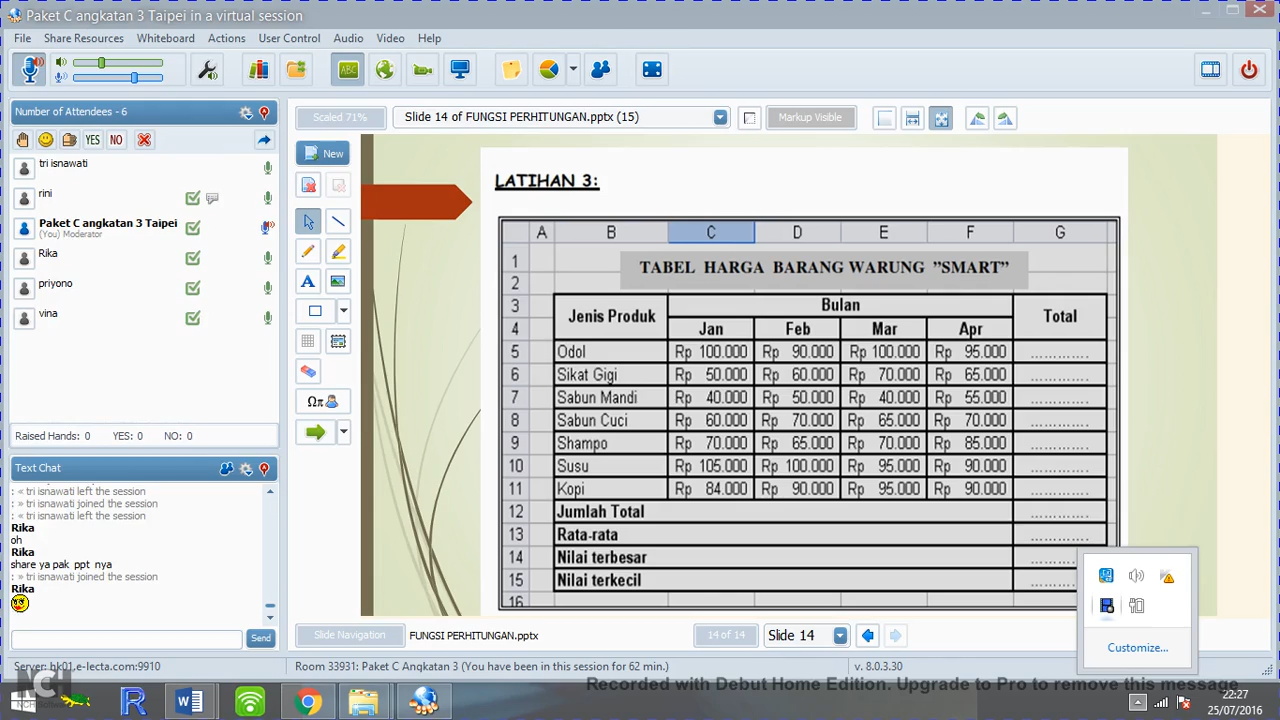 Paket C angkatan 3 Taipei in a virtual session
File Share Resources Whiteboard Actions User Control Audio Video Help
ABC
Number of Attendees - 6
YES NO
tri isnawati
rini
Paket C angkatan 3 Taipei
(You) Moderator
Rika
priyono
vina
Raised Hands: 0 YES: 0 NO: 0
Text Chat
: « tri isnawati left the session
: » tri isnawati joined the session
: « tri isnawati left the session
Rika
oh
Rika
share ya pak ppt nya
: » tri isnawati joined the session
Rika
Send
Scaled 71% Slide 14 of FUNGSI PERHITUNGAN.pptx (15) Markup Visible
New
A
Ωπ
LATIHAN 3:
A B C D E F G
1 TABEL HARGA BARANG WARUNG ”SMART”
2
3 Jenis Produk Bulan Total
4 Jan Feb Mar Apr
5 Odol Rp 100.000 Rp 90.000 Rp 100.000 Rp 95.000 .............
6 Sikat Gigi Rp 50.000 Rp 60.000 Rp 70.000 Rp 65.000 .............
7 Sabun Mandi Rp 40.000 Rp 50.000 Rp 40.000 Rp 55.000 .............
8 Sabun Cuci Rp 60.000 Rp 70.000 Rp 65.000 Rp 70.000 .............
9 Shampo Rp 70.000 Rp 65.000 Rp 70.000 Rp 85.000 .............
10 Susu Rp 105.000 Rp 100.000 Rp 95.000 Rp 90.000 .............
11 Kopi Rp 84.000 Rp 90.000 Rp 95.000 Rp 90.000 .............
12 Jumlah Total .............
13 Rata-rata .............
14 Nilai terbesar .............
15 Nilai terkecil .............
16
Customize...
Slide Navigation FUNGSI PERHITUNGAN.pptx 14 of 14 Slide 14
Server: bk01.e-lecta.com:9910 Room 33931: Paket C Angkatan 3 (You have been in this session for 62 min.) v. 8.0.3.30
Recorded with Debut Home Edition. Upgrade to Pro to remove this message
NCH
R
W
22:27
25/07/2016